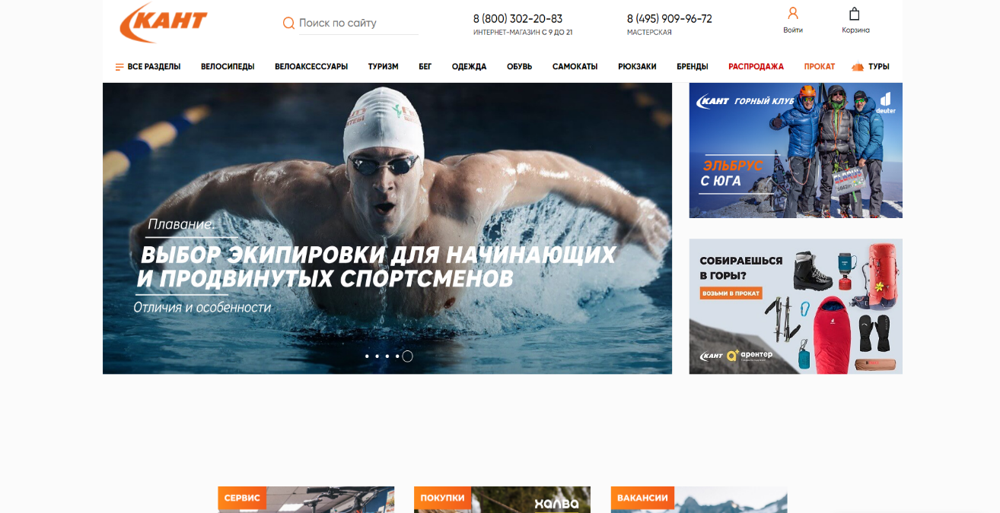 КАНТ
Поиск по сайту
8 (800) 302-20-83
ИНТЕРНЕТ-МАГАЗИН С 9 ДО 21
8 (495) 909-96-72
МАСТЕРСКАЯ
Войти
Корзина
ВСЕ РАЗДЕЛЫ ВЕЛОСИПЕДЫ ВЕЛОАКСЕССУАРЫ ТУРИЗМ БЕГ ОДЕЖДА ОБУВЬ САМОКАТЫ РЮКЗАКИ БРЕНДЫ РАСПРОДАЖА ПРОКАТ ТУРЫ
Плавание.
ВЫБОР ЭКИПИРОВКИ ДЛЯ НАЧИНАЮЩИХ
И ПРОДВИНУТЫХ СПОРТСМЕНОВ
Отличия и особенности
КАНТ ГОРНЫЙ КЛУБ
deuter
ЭЛЬБРУС
С ЮГА
5642m
СОБИРАЕШЬСЯ
В ГОРЫ?
ВОЗЬМИ В ПРОКАТ
КАНТ арентер
СЕРВИС
ПОКУПКИ
халва
ВАКАНСИИ